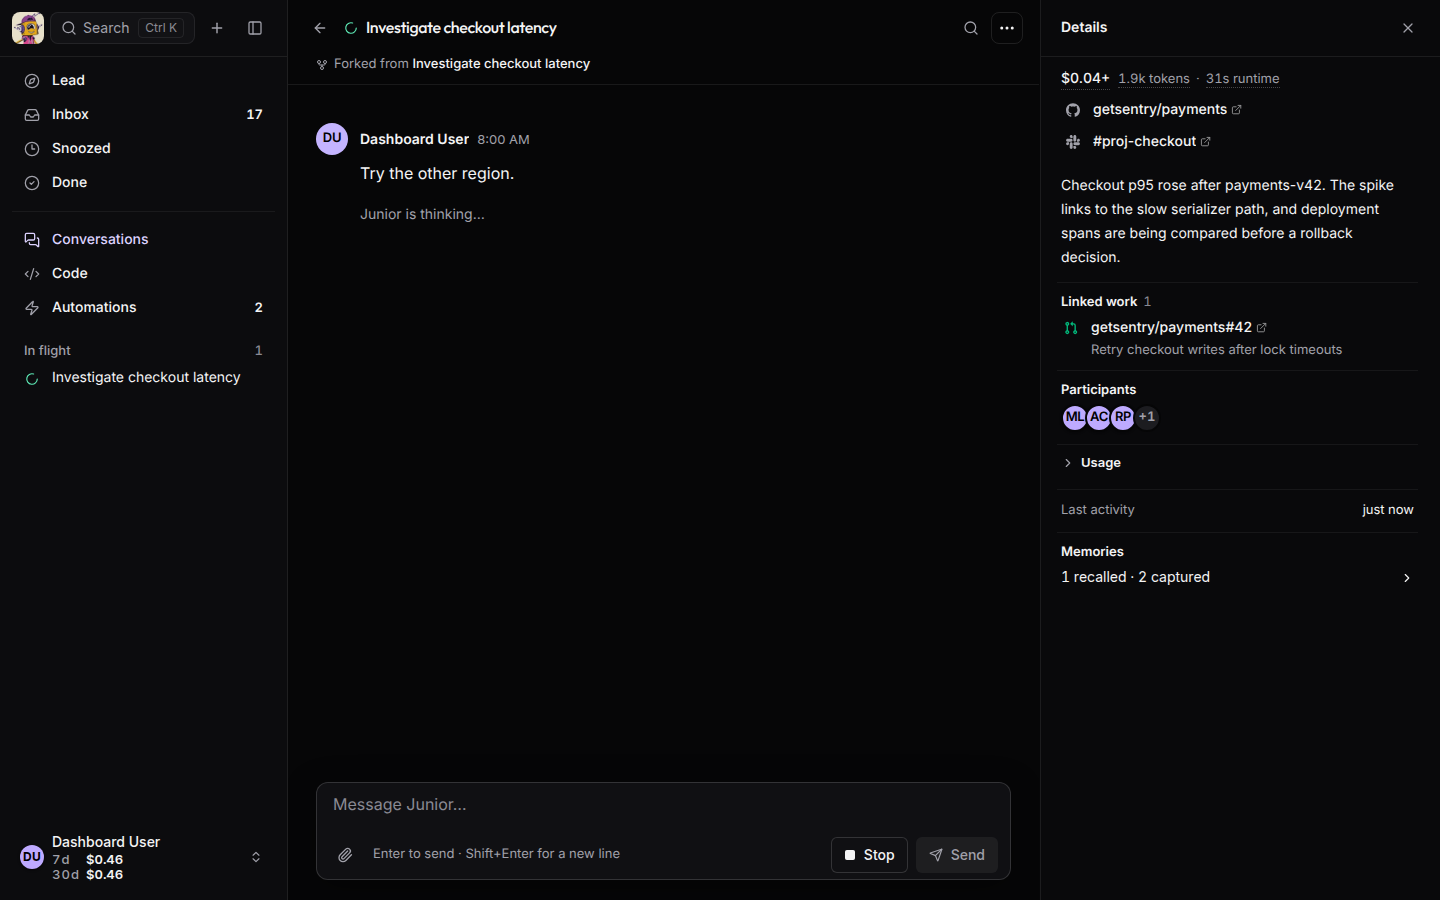 Search Ctrl K
Lead
Inbox 17
Snoozed
Done
Conversations
Code
Automations 2
In flight 1
Investigate checkout latency
DU
Dashboard User
7d $0.46
30d $0.46
Investigate checkout latency
Forked from Investigate checkout latency
DU
Dashboard User 8:00 AM
Try the other region.
Junior is thinking...
Message Junior...
Enter to send · Shift+Enter for a new line
Stop
Send
Details
$0.04+ 1.9k tokens · 31s runtime
getsentry/payments
#proj-checkout
Checkout p95 rose after payments-v42. The spike
links to the slow serializer path, and deployment
spans are being compared before a rollback
decision.
Linked work 1
getsentry/payments#42
Retry checkout writes after lock timeouts
Participants
ML AC RP +1
Usage
Last activity just now
Memories
1 recalled · 2 captured